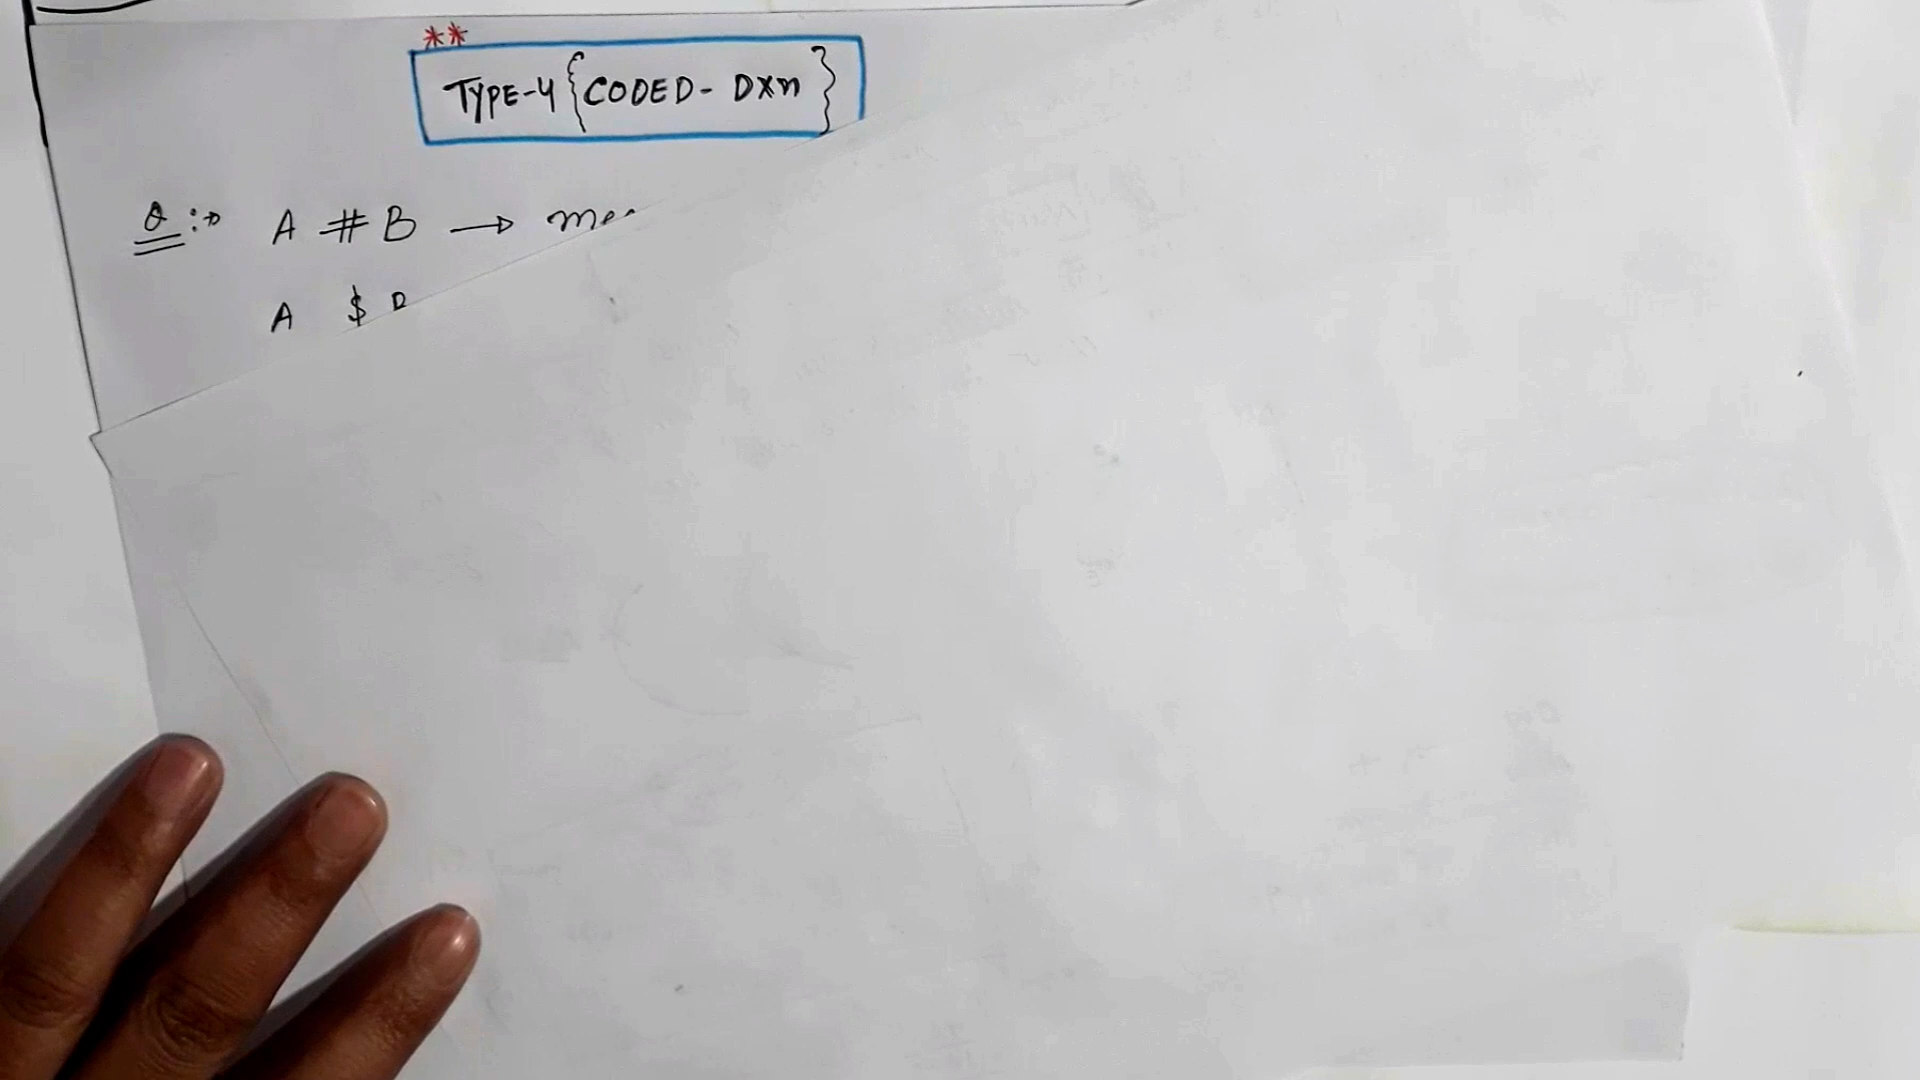 **
TYPE-4 {CODED- DXn}
Q :→ A # B →
A $